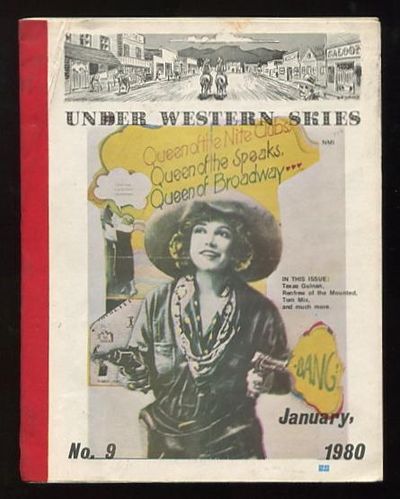 SALOON
UNDER WESTERN SKIES
Queen of the Nite Clubs.
Queen of the Speaks.
Queen of Broadway
IN THIS ISSUE:
Texas Guinan,
Renfrew of the Mounted,
Tom Mix,
and much more.
BANG!
January,
No. 9
1980